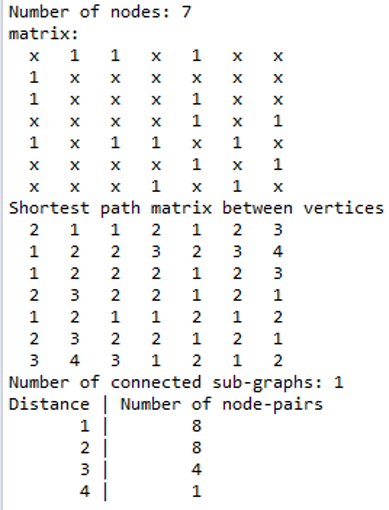 Number of nodes: 7
matrix:
x 1 1 x 1 x x
1 x x x x x x
1 x x x 1 x x
x x x x 1 x 1
1 x 1 1 x 1 x
x x x x 1 x 1
x x x 1 x 1 x
Shortest path matrix between vertices
2 1 1 2 1 2 3
1 2 2 3 2 3 4
1 2 2 2 1 2 3
2 3 2 2 1 2 1
1 2 1 1 2 1 2
2 3 2 2 1 2 1
3 4 3 1 2 1 2
Number of connected sub-graphs: 1
Distance | Number of node-pairs
1 | 8
2 | 8
3 | 4
4 | 1